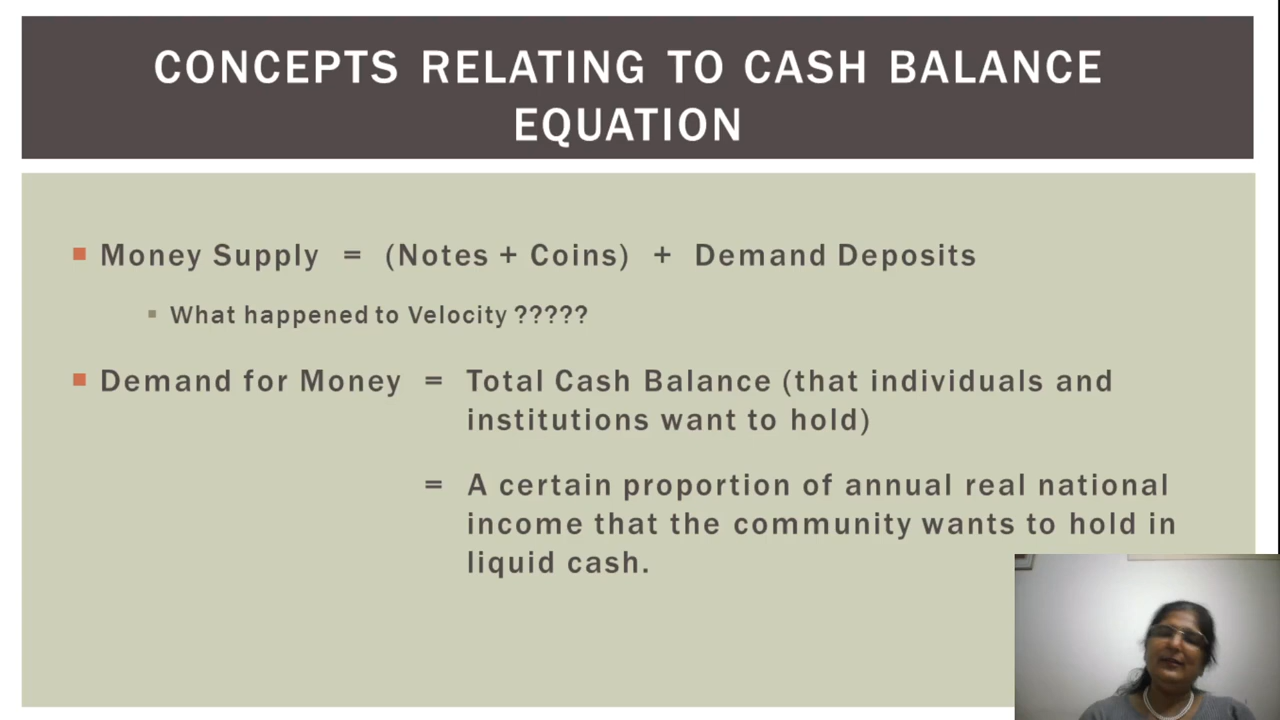 CONCEPTS RELATING TO CASH BALANCE
EQUATION
Money Supply = (Notes + Coins) + Demand Deposits
What happened to Velocity ?????
Demand for Money = Total Cash Balance (that individuals and
institutions want to hold)
= A certain proportion of annual real national
income that the community wants to hold in
liquid cash.